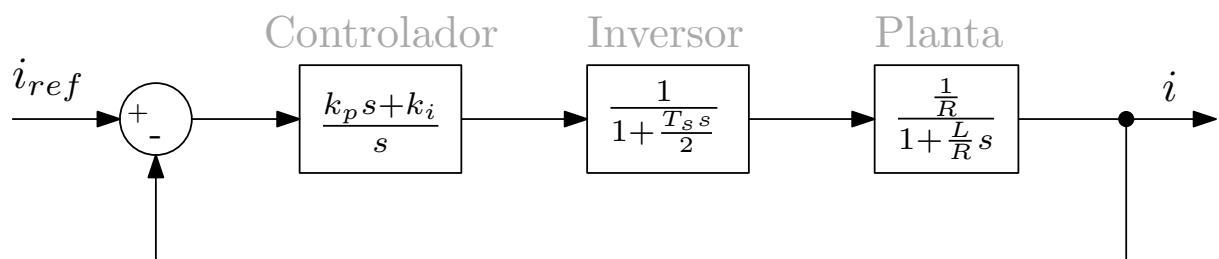 Controlador Inversor Planta
i_{ref} + - \frac{k_p s+k_i}{s} \frac{1}{1+\frac{T_s s}{2}} \frac{\frac{1}{R}}{1+\frac{L}{R}s} i